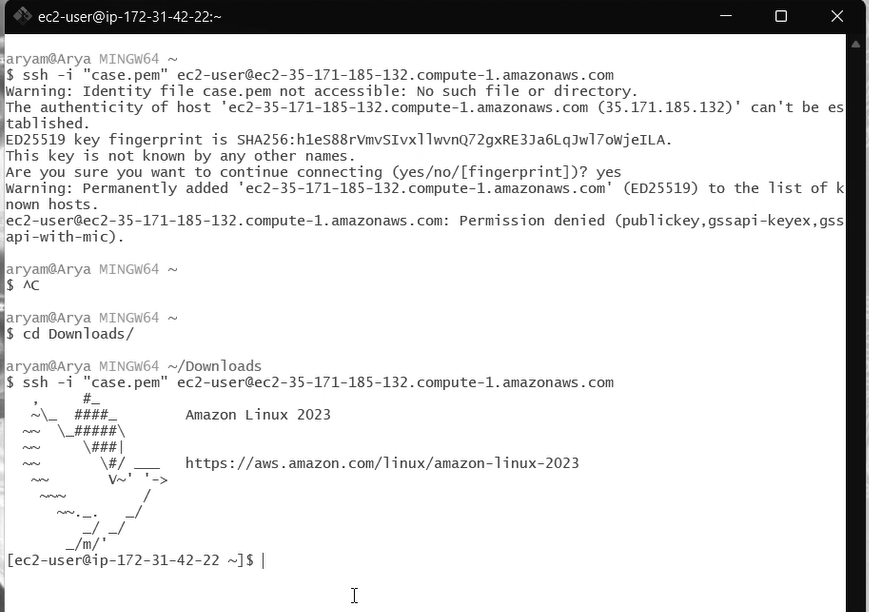 ec2-user@ip-172-31-42-22:~
aryam@Arya MINGW64 ~
$ ssh -i "case.pem" ec2-user@ec2-35-171-185-132.compute-1.amazonaws.com
Warning: Identity file case.pem not accessible: No such file or directory.
The authenticity of host 'ec2-35-171-185-132.compute-1.amazonaws.com (35.171.185.132)' can't be es
tablished.
ED25519 key fingerprint is SHA256:h1eS88rVmvSIvxllwvnQ72gxRE3Ja6LqJwl7oWjeILA.
This key is not known by any other names.
Are you sure you want to continue connecting (yes/no/[fingerprint])? yes
Warning: Permanently added 'ec2-35-171-185-132.compute-1.amazonaws.com' (ED25519) to the list of k
nown hosts.
ec2-user@ec2-35-171-185-132.compute-1.amazonaws.com: Permission denied (publickey,gssapi-keyex,gss
api-with-mic).
aryam@Arya MINGW64 ~
$ ^C
aryam@Arya MINGW64 ~
$ cd Downloads/
aryam@Arya MINGW64 ~/Downloads
$ ssh -i "case.pem" ec2-user@ec2-35-171-185-132.compute-1.amazonaws.com
   ,     #_
   ~\_  ####_        Amazon Linux 2023
  ~~  \_#####\
  ~~     \###|
  ~~       \#/ ___   https://aws.amazon.com/linux/amazon-linux-2023
   ~~       V~' '->
    ~~~         /
      ~~._.   _/
         _/ _/
       _/m/'
[ec2-user@ip-172-31-42-22 ~]$